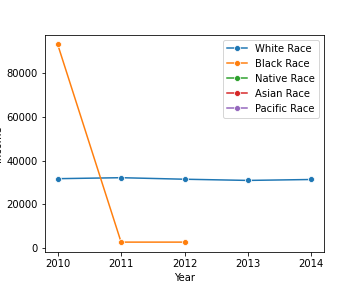 White Race
Black Race
Native Race
Asian Race
Pacific Race
80000
60000
40000
20000
0
2010 2011 2012 2013 2014
Year